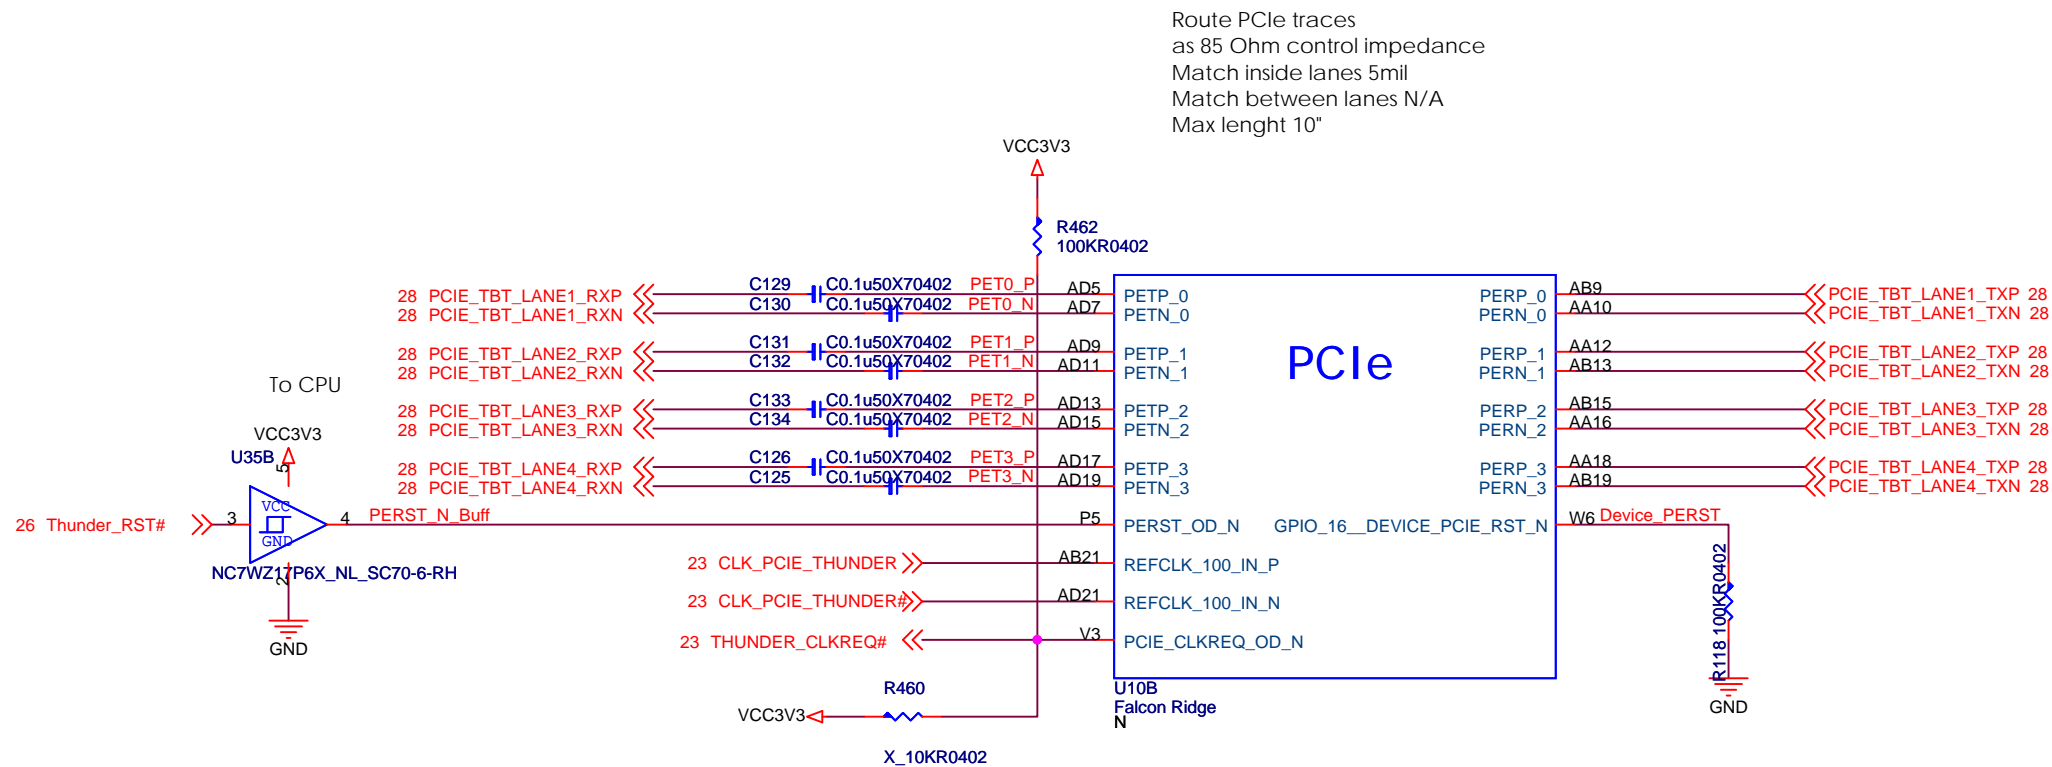 Route PCIe traces
as 85 Ohm control impedance
Match inside lanes 5mil
Match between lanes N/A
Max lenght 10"
VCC3V3
R462
100KR0402
28 PCIE_TBT_LANE1_RXP C129 C0.1u50X70402 PET0_P AD5 PETP_0 PERP_0 AB9 PCIE_TBT_LANE1_TXP 28
28 PCIE_TBT_LANE1_RXN C130 C0.1u50X70402 PET0_N AD7 PETN_0 PERN_0 AA10 PCIE_TBT_LANE1_TXN 28
28 PCIE_TBT_LANE2_RXP C131 C0.1u50X70402 PET1_P AD9 PETP_1 PERP_1 AA12 PCIE_TBT_LANE2_TXP 28
28 PCIE_TBT_LANE2_RXN C132 C0.1u50X70402 PET1_N AD11 PETN_1 PERN_1 AB13 PCIE_TBT_LANE2_TXN 28
PCIe
To CPU
28 PCIE_TBT_LANE3_RXP C133 C0.1u50X70402 PET2_P AD13 PETP_2 PERP_2 AB15 PCIE_TBT_LANE3_TXP 28
28 PCIE_TBT_LANE3_RXN C134 C0.1u50X70402 PET2_N AD15 PETN_2 PERN_2 AA16 PCIE_TBT_LANE3_TXN 28
VCC3V3
U35B 5
28 PCIE_TBT_LANE4_RXP C126 C0.1u50X70402 PET3_P AD17 PETP_3 PERP_3 AA18 PCIE_TBT_LANE4_TXP 28
28 PCIE_TBT_LANE4_RXN C125 C0.1u50X70402 PET3_N AD19 PETN_3 PERN_3 AB19 PCIE_TBT_LANE4_TXN 28
VCC
26 Thunder_RST# 3 4 PERST_N_Buff P5 PERST_OD_N GPIO_16__DEVICE_PCIE_RST_N W6 Device_PERST
GND
23 CLK_PCIE_THUNDER AB21 REFCLK_100_IN_P
NC7WZ17P6X_NL_SC70-6-RH
2
23 CLK_PCIE_THUNDER# AD21 REFCLK_100_IN_N
R118 100KR0402
23 THUNDER_CLKREQ# V3 PCIE_CLKREQ_OD_N
GND
R460
U10B
Falcon Ridge
N
VCC3V3
GND
X_10KR0402